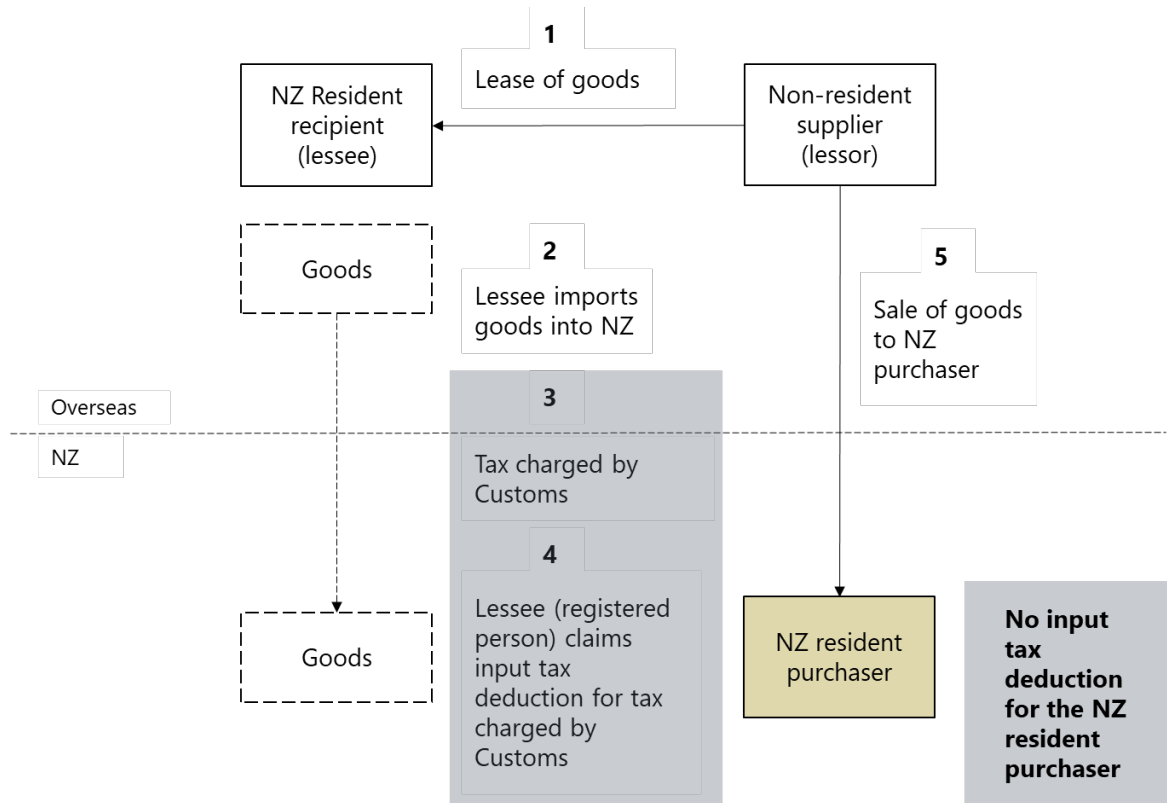 1
Lease of goods
NZ Resident
recipient
(lessee)
Non-resident
supplier
(lessor)
Goods
2
Lessee imports
goods into NZ
5
Sale of goods
to NZ
purchaser
Overseas
NZ
3
Tax charged by
Customs
4
Lessee (registered
person) claims
input tax
deduction for tax
charged by
Customs
Goods
NZ resident
purchaser
No input
tax
deduction
for the NZ
resident
purchaser